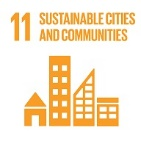 11 SUSTAINABLE CITIES
AND COMMUNITIES